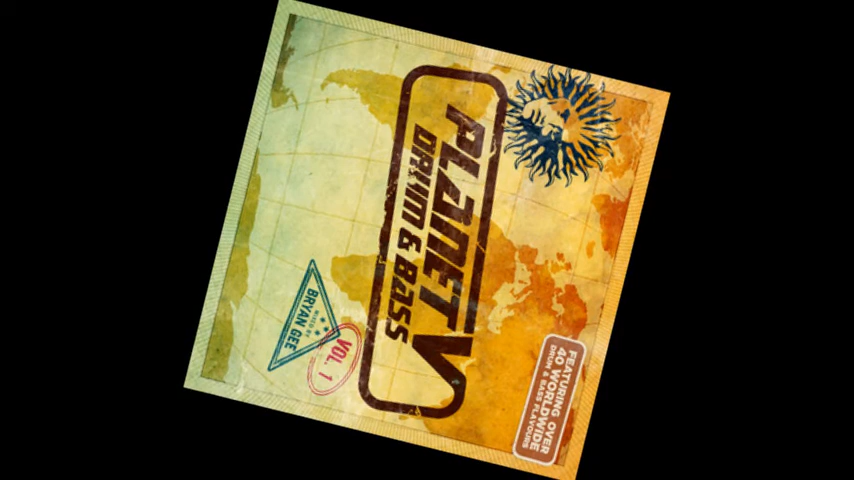 PLANET V
DRUM & BASS
FEATURING OVER
40 WORLDWIDE
DRUM & BASS FLAVOURS
MIXED BY
BRYAN GEE
VOL. 1